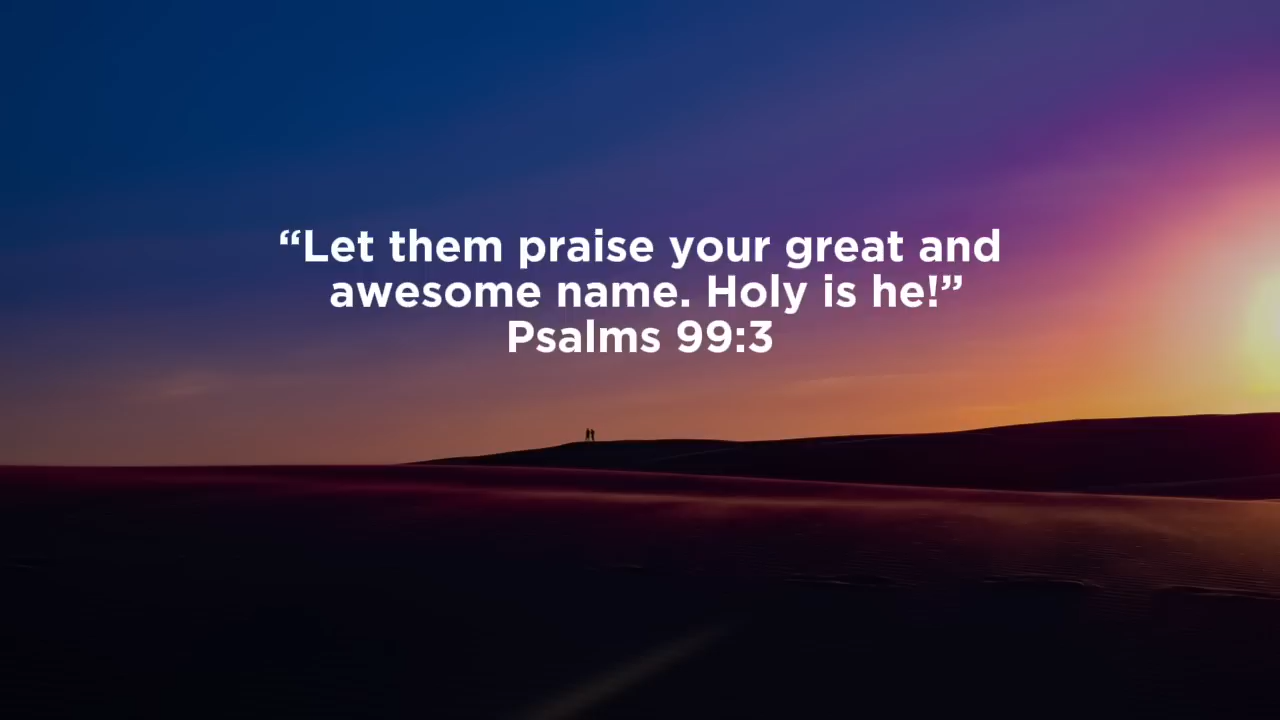 “Let them praise your great and
awesome name. Holy is he!”
Psalms 99:3